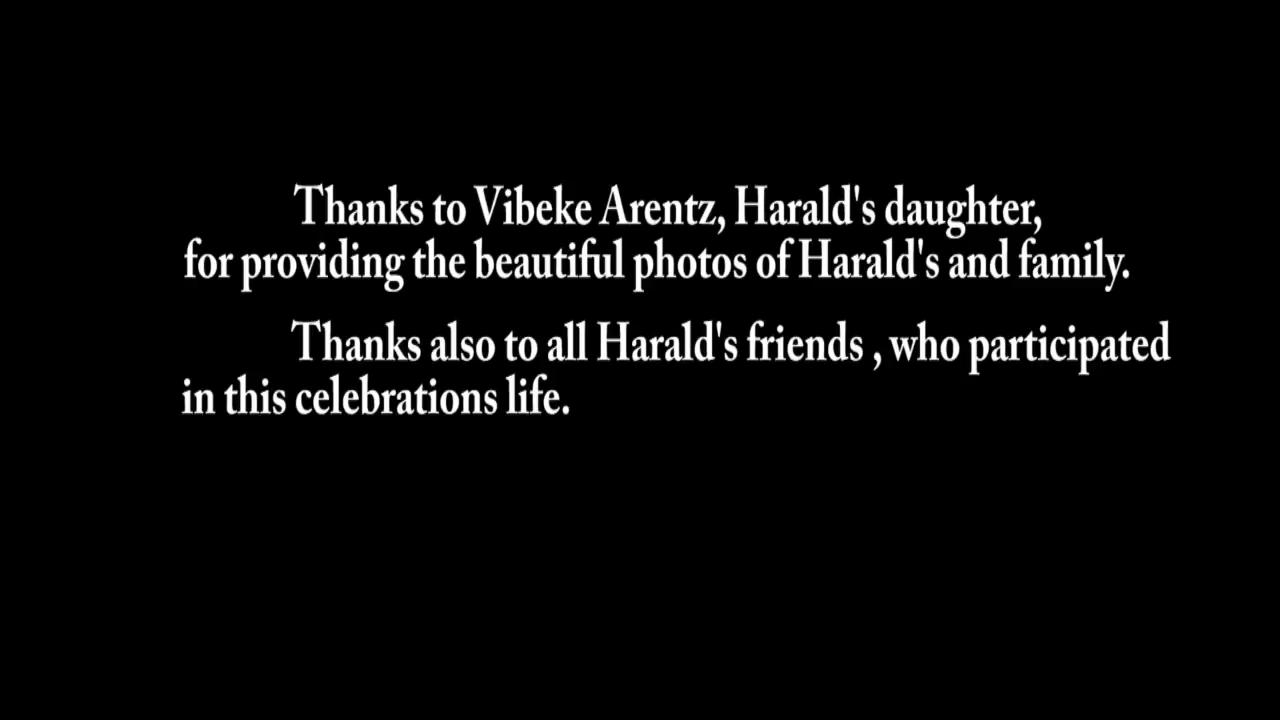 Thanks to Vibeke Arentz, Harald's daughter,
for providing the beautiful photos of Harald's and family.
Thanks also to all Harald's friends , who participated
in this celebrations life.